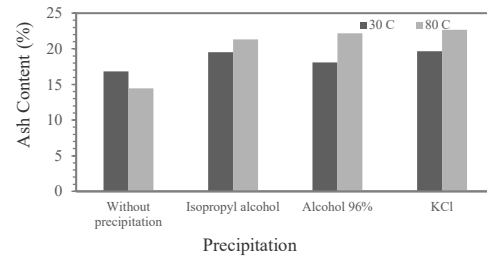 25
30 C 80 C
20
15
10
5
0
Ash Content (%)
Without
precipitation
Isopropyl alcohol
Alcohol 96%
KCl
Precipitation